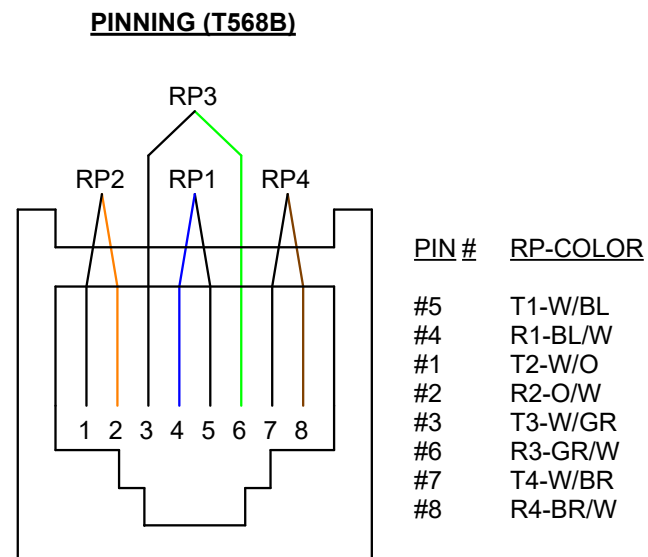 PINNING (T568B)
RP3
RP2 RP1 RP4
1 2 3 4 5 6 7 8
PIN # RP-COLOR
#5 T1-W/BL
#4 R1-BL/W
#1 T2-W/O
#2 R2-O/W
#3 T3-W/GR
#6 R3-GR/W
#7 T4-W/BR
#8 R4-BR/W